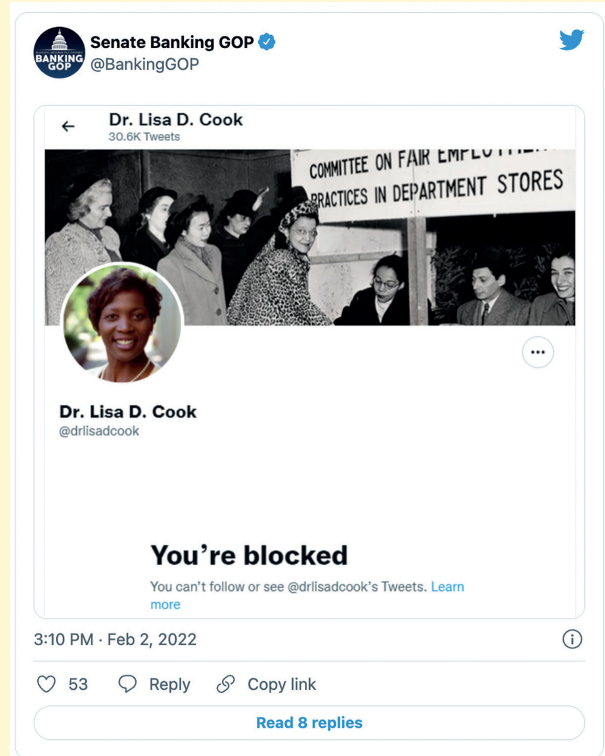 Senate Banking GOP
BANKING
GOP
@BankingGOP
Dr. Lisa D. Cook
30.6K Tweets
COMMITTEE ON FAIR
PRACTICES IN DEPARTMENT STORES
Dr. Lisa D. Cook
@drlisadcook
You're blocked
You can't follow or see @drlisadcook's Tweets. Learn
more
3:10 PM · Feb 2, 2022
53 Reply Copy link
Read 8 replies